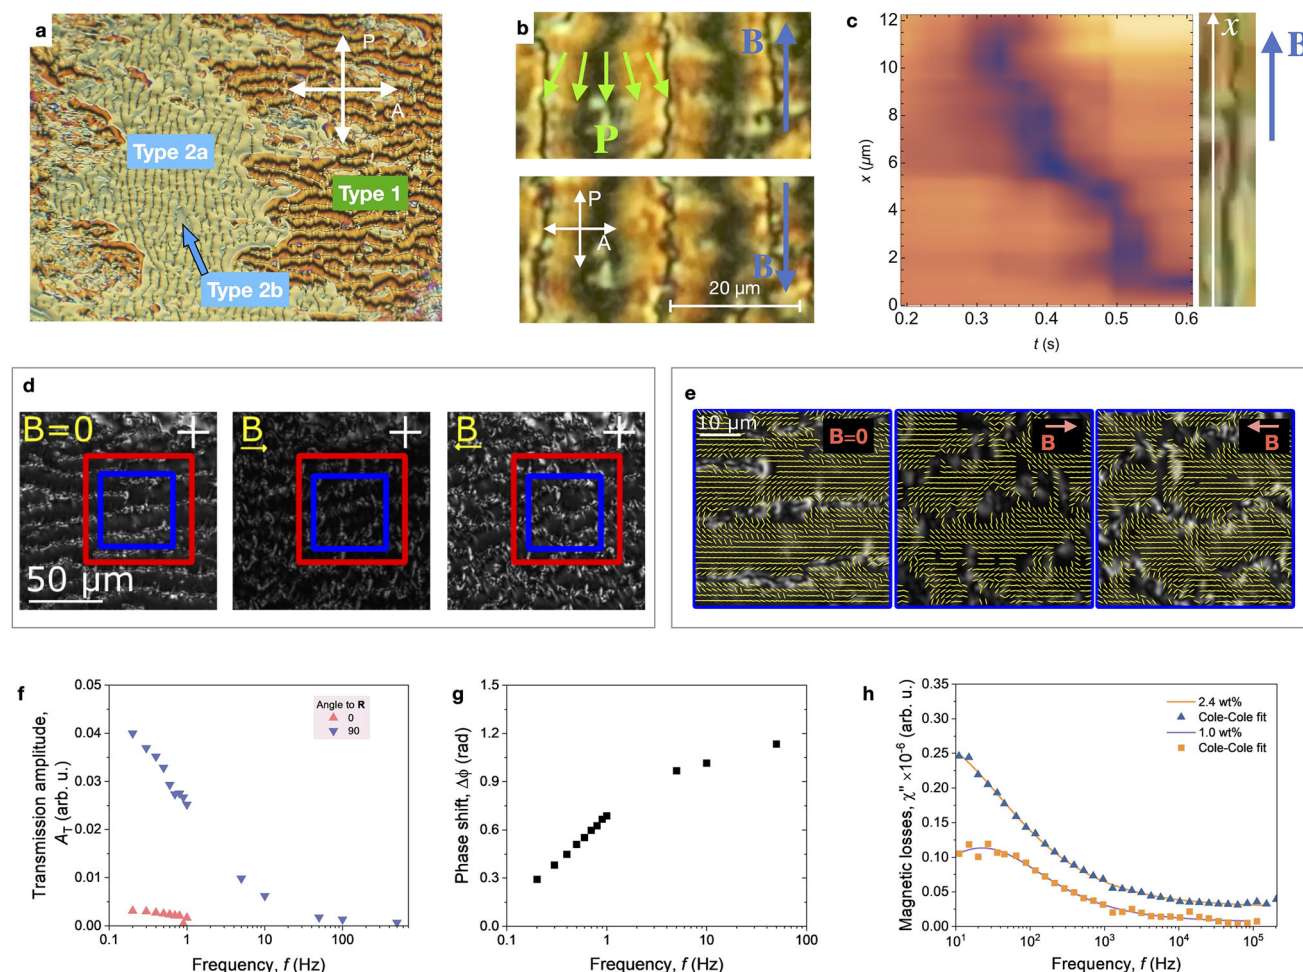 a
P
A
Type 2a
Type 1
Type 2b
b
B
P
P
A
B
20 μm
c
x (μm)
12
10
8
6
4
2
0
0.2
0.3
0.4
0.5
0.6
t (s)
x
B
d
B=0
B
B
50 μm
e
10 μm
B=0
B
B
f
Transmission amplitude,
A_T (arb. u.)
0.05
0.04
0.03
0.02
0.01
0.00
0.1
1
10
100
Frequency, f (Hz)
Angle to R
0
90
g
Phase shift, Δϕ (rad)
1.5
1.2
0.9
0.6
0.3
0.0
0.1
1
10
100
Frequency, f (Hz)
h
Magnetic losses, χ'' ×10⁻⁶ (arb. u.)
0.35
0.30
0.25
0.20
0.15
0.10
0.05
0.00
10¹
10²
10³
10⁴
10⁵
Frequency, f (Hz)
2.4 wt%
Cole-Cole fit
1.0 wt%
Cole-Cole fit